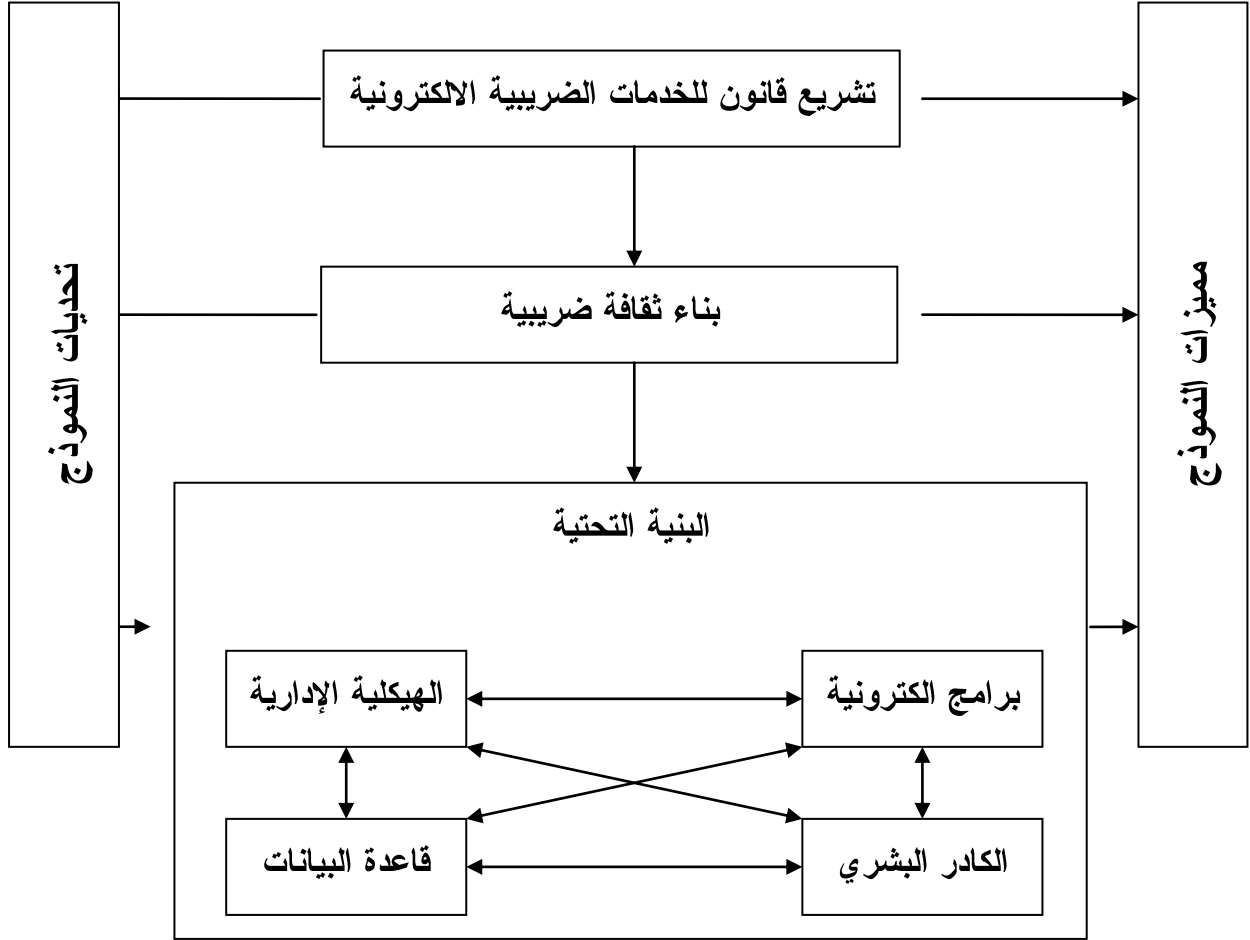 تشريع قانون للخدمات الضريبية الالكترونية
مميزات النموذج
تحديات النموذج
بناء ثقافة ضريبية
البنية التحتية
برامج الكترونية
الهيكلية الإدارية
الكادر البشري
قاعدة البيانات